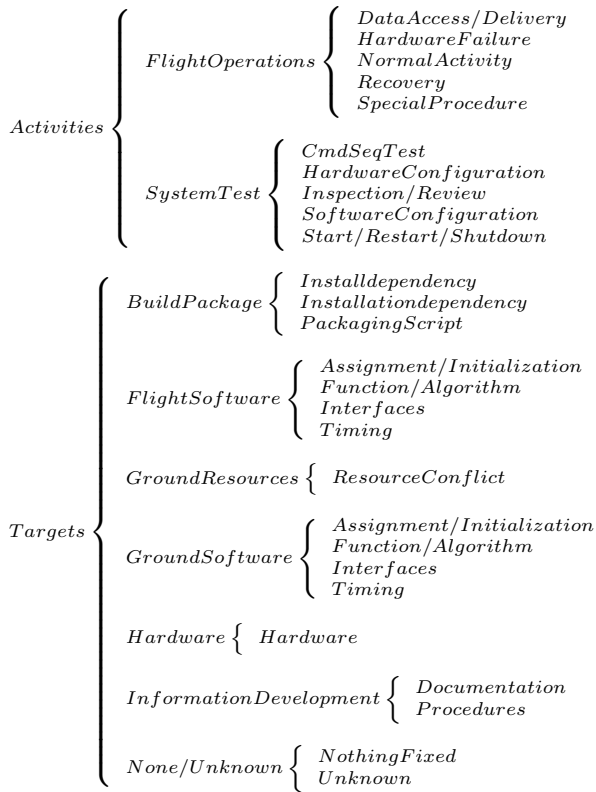 DataAccess/Delivery
HardwareFailure
FlightOperations
NormalActivity
Recovery
SpecialProcedure
Activities
CmdSeqTest
HardwareConfiguration
SystemTest
Inspection/Review
SoftwareConfiguration
Start/Restart/Shutdown
Installdependency
BuildPackage
Installationdependency
PackagingScript
Assignment/Initialization
Function/Algorithm
FlightSoftware
Interfaces
Timing
GroundResources
ResourceConflict
Targets
Assignment/Initialization
Function/Algorithm
GroundSoftware
Interfaces
Timing
Hardware
Hardware
InformationDevelopment
Documentation
Procedures
None/Unknown
NothingFixed
Unknown